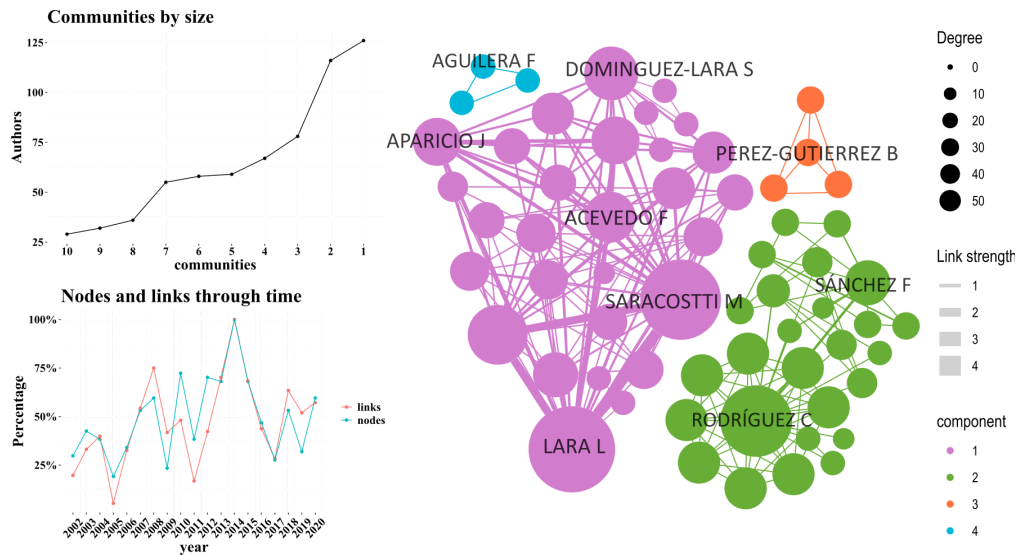 Communities by size
125
100
75
50
25
Authors
10 9 8 7 6 5 4 3 2 1
communities
Nodes and links through time
100%
75%
50%
25%
Percentage
2002 2003 2004 2005 2006 2007 2008 2009 2010 2011 2012 2013 2014 2015 2016 2017 2018 2019 2020
year
links
nodes
AGUILERA F
DOMINGUEZ-LARA S
APARICIO J
PEREZ-GUTIERREZ B
ACEVEDO F
SARACOSTTI M
SÁNCHEZ F
RODRÍGUEZ C
LARA L
Degree
0
10
20
30
40
50
Link strength
1
2
3
4
component
1
2
3
4